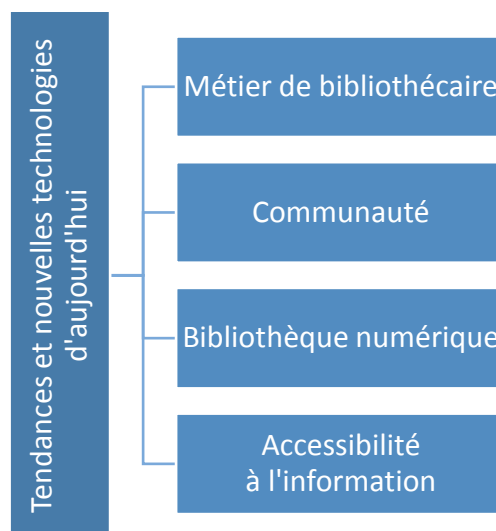 Tendances et nouvelles technologies
d'aujourd'hui
Métier de bibliothécaire
Communauté
Bibliothèque numérique
Accessibilité
à l'information